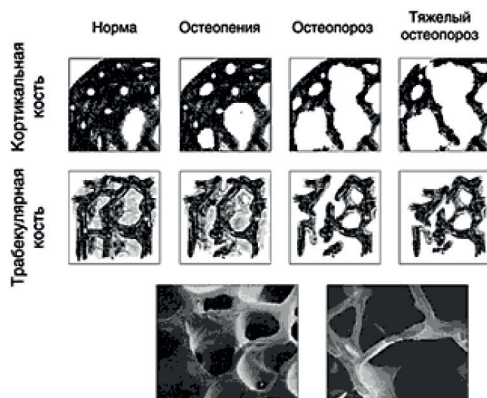 Норма
Остеопения
Остеопороз
Тяжелый
остеопороз
Кортикальная
кость
Трабекулярная
кость